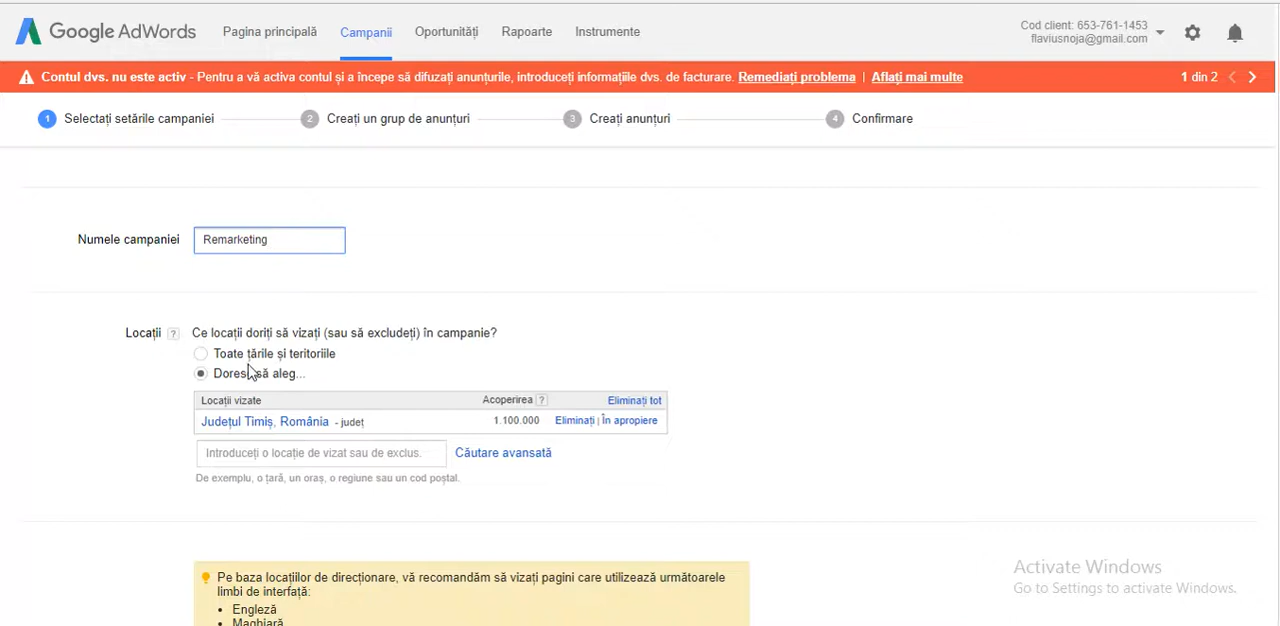 Google AdWords Pagina principală Campanii Oportunități Rapoarte Instrumente Cod client: 653-761-1453
flaviusnoja@gmail.com
Contul dvs. nu este activ - Pentru a vă activa contul și a începe să difuzați anunțurile, introduceți informațiile dvs. de facturare. Remediați problema | Aflați mai multe 1 din 2
1 Selectați setările campaniei 2 Creați un grup de anunțuri 3 Creați anunțuri 4 Confirmare
Numele campaniei Remarketing
Locații ? Ce locații doriți să vizați (sau să excludeți) în campanie?
Toate țările și teritoriile
să aleg...
Locații vizate Acoperirea ? Eliminați tot
Județul Timiș, România - județ 1.100.000 Eliminați | În apropiere
Introduceți o locație de vizat sau de exclus. Căutare avansată
De exemplu, o țară, un oraș, o regiune sau un cod poștal.
Pe baza locațiilor de direcționare, vă recomandăm să vizați pagini care utilizează următoarele
limbi de interfață:
• Engleză
• Maghiară
Activate Windows
Go to Settings to activate Windows.